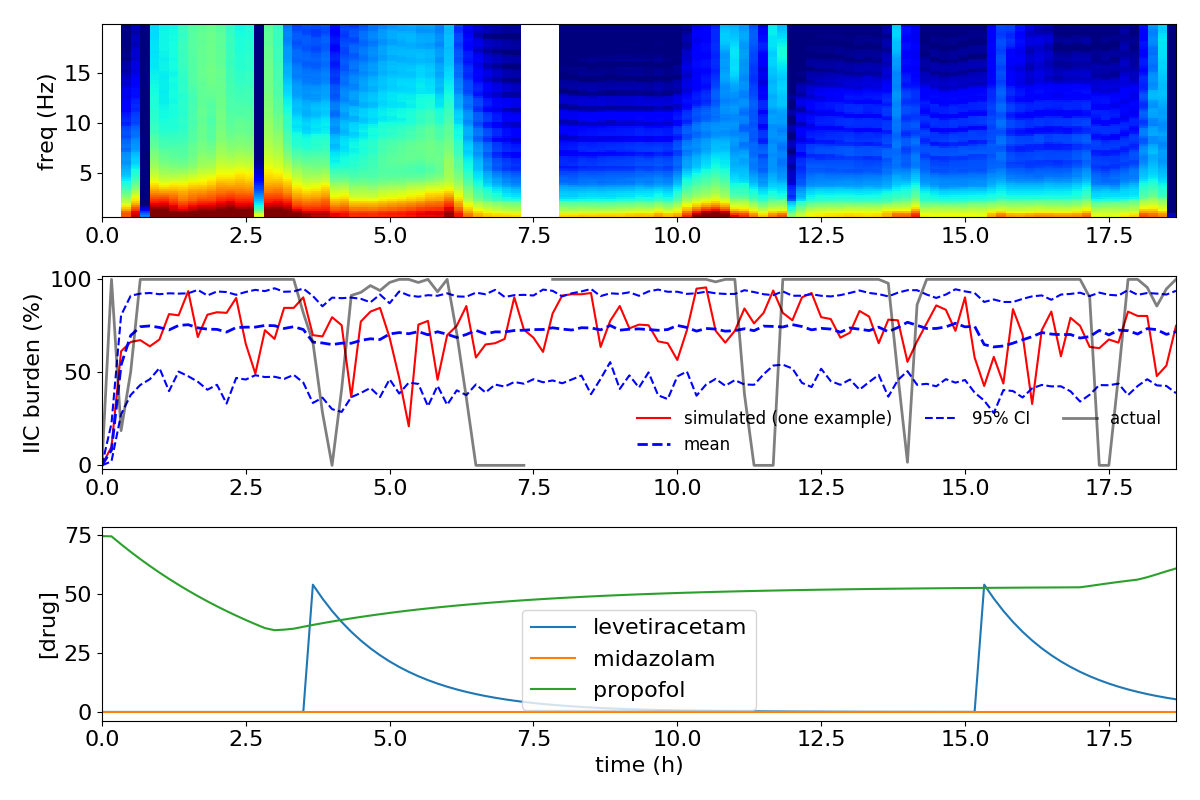 freq (Hz)
15
10
5
0.0 2.5 5.0 7.5 10.0 12.5 15.0 17.5
IIC burden (%)
100
50
0
simulated (one example) 95% CI actual
mean
0.0 2.5 5.0 7.5 10.0 12.5 15.0 17.5
[drug]
75
50
25
0
levetiracetam
midazolam
propofol
0.0 2.5 5.0 7.5 10.0 12.5 15.0 17.5
time (h)